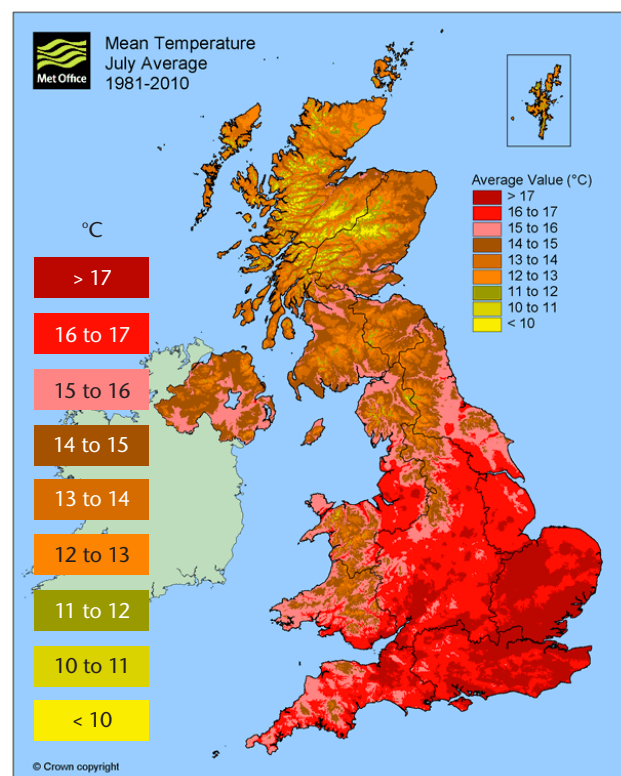 Met Office
Mean Temperature
July Average
1981-2010
Average Value (°C)
> 17
16 to 17
15 to 16
14 to 15
13 to 14
12 to 13
11 to 12
10 to 11
< 10
°C
> 17
16 to 17
15 to 16
14 to 15
13 to 14
12 to 13
11 to 12
10 to 11
< 10
© Crown copyright